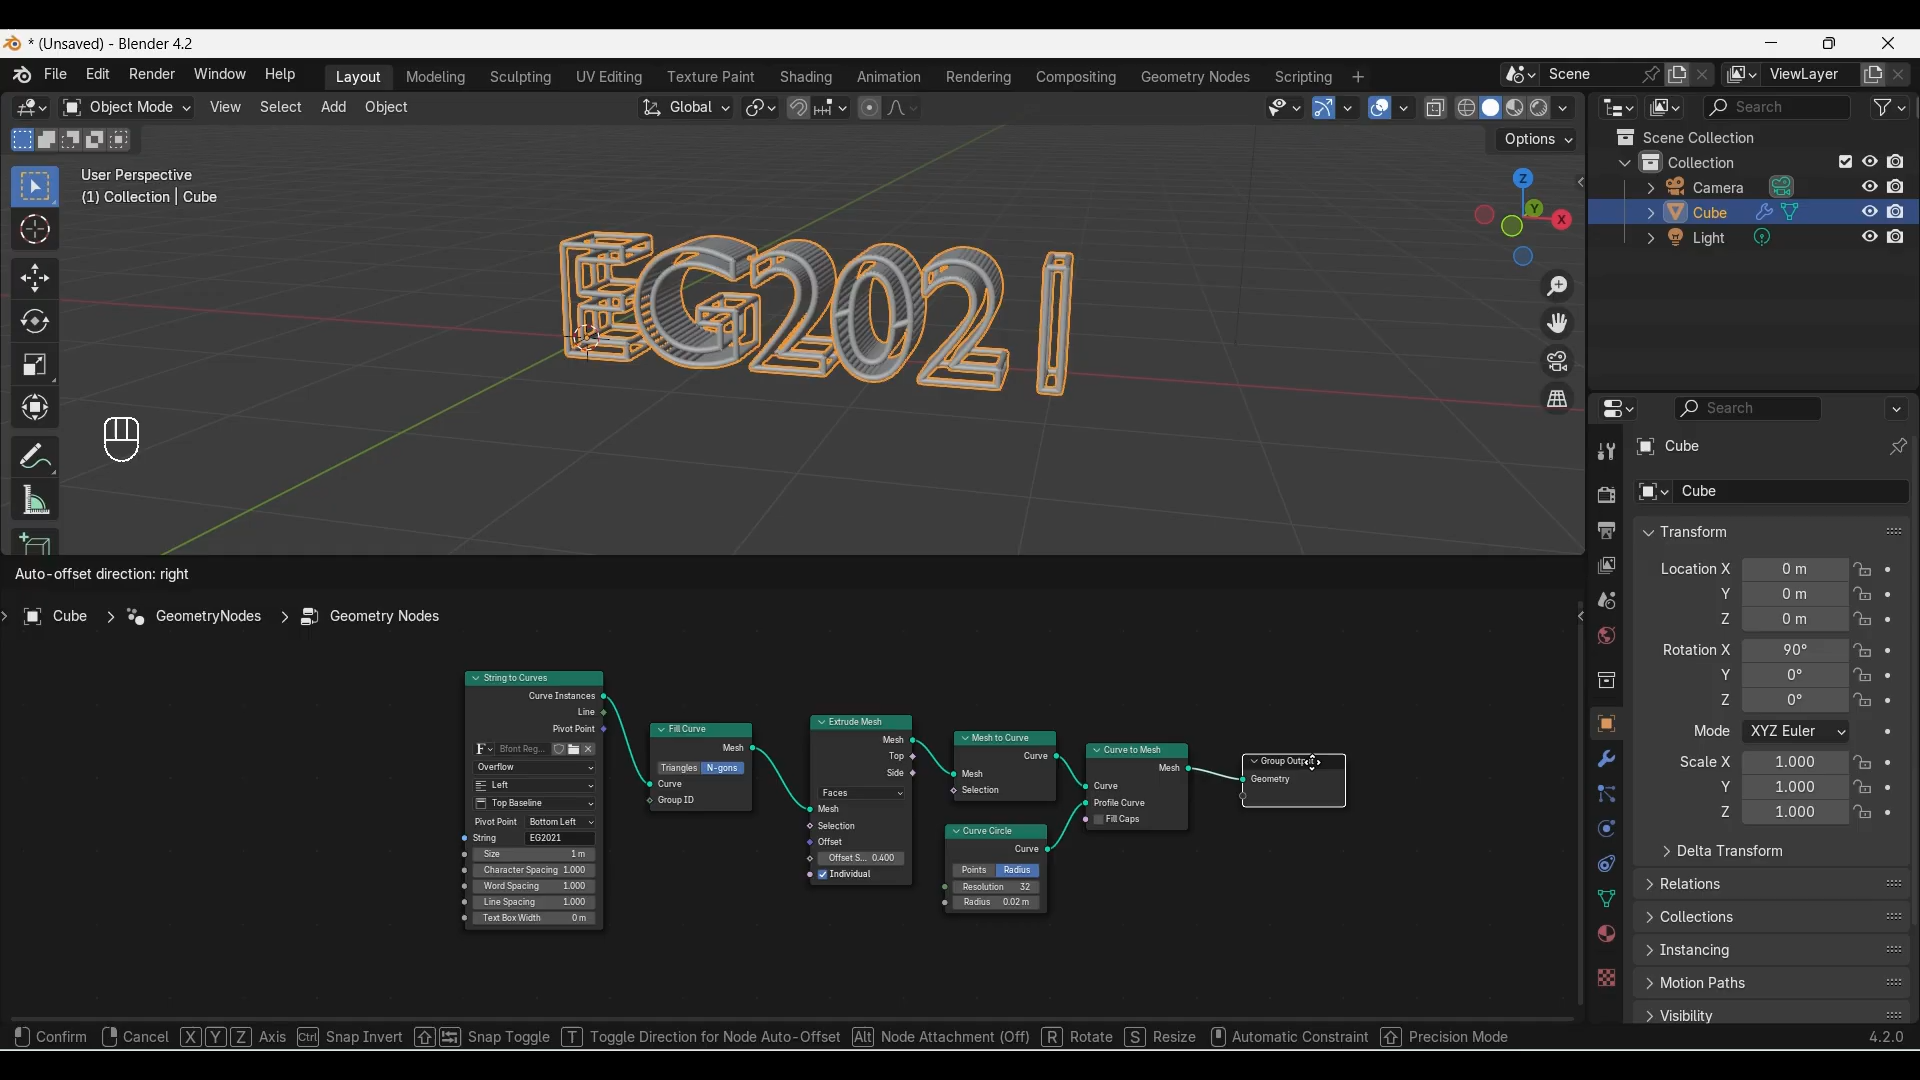 * (Unsaved) - Blender 4.2
File Edit Render Window Help Layout Modeling Sculpting UV Editing Texture Paint Shading Animation Rendering Compositing Geometry Nodes Scripting + Scene ViewLayer
Object Mode View Select Add Object Global Search
Options
User Perspective
(1) Collection | Cube
Z
Y
X
EG2021
Scene Collection
Collection
Camera
Cube
Light
Search
Cube
Cube
Transform
Location X 0 m
Y 0 m
Z 0 m
Rotation X 90°
Y 0°
Z 0°
Mode XYZ Euler
Scale X 1.000
Y 1.000
Z 1.000
Delta Transform
Relations
Collections
Instancing
Motion Paths
Visibility
Auto-offset direction: right
Cube > GeometryNodes > Geometry Nodes
String to Curves
Curve Instances
Line
Pivot Point
F Bfont Reg...
Overflow
Left
Top Baseline
Pivot Point Bottom Left
String EG2021
Size 1 m
Character Spacing 1.000
Word Spacing 1.000
Line Spacing 1.000
Text Box Width 0 m
Fill Curve
Mesh
Triangles N-gons
Curve
Group ID
Extrude Mesh
Mesh
Top
Side
Faces
Mesh
Selection
Offset
Offset S... 0.400
Individual
Mesh to Curve
Curve
Mesh
Selection
Curve Circle
Curve
Points Radius
Resolution 32
Radius 0.02 m
Curve to Mesh
Mesh
Curve
Profile Curve
Fill Caps
Group Output
Geometry
Confirm Cancel X Y Z Axis Ctrl Snap Invert Snap Toggle T Toggle Direction for Node Auto-Offset Alt Node Attachment (Off) R Rotate S Resize Automatic Constraint Precision Mode 4.2.0